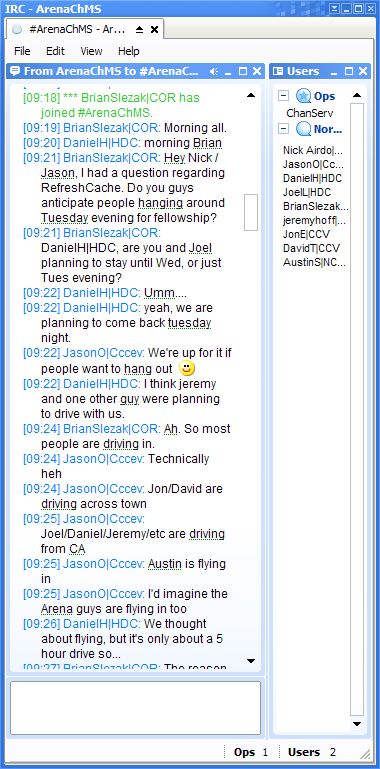 IRC - ArenaChMS
#ArenaChMS - Ar...
File Edit View Help
From ArenaChMS to #ArenaC...
[09:18] *** BrianSlezak|COR has
joined #ArenaChMS.
[09:19] BrianSlezak|COR: Morning all.
[09:20] DanielH|HDC: morning Brian
[09:21] BrianSlezak|COR: Hey Nick /
Jason, I had a question regarding
RefreshCache. Do you guys
anticipate people hanging around
Tuesday evening for fellowship?
[09:21] BrianSlezak|COR:
DanielH|HDC, are you and Joel
planning to stay until Wed, or just
Tues evening?
[09:22] DanielH|HDC: Umm....
[09:22] DanielH|HDC: yeah, we are
planning to come back tuesday
night.
[09:22] JasonO|Cccev: We're up for it if
people want to hang out
[09:22] DanielH|HDC: I think jeremy
and one other guy were planning
to drive with us.
[09:24] BrianSlezak|COR: Ah. So most
people are driving in.
[09:24] JasonO|Cccev: Technically
heh
[09:24] JasonO|Cccev: Jon/David are
driving across town
[09:25] JasonO|Cccev:
Joel/Daniel/Jeremy/etc are driving
from CA
[09:25] JasonO|Cccev: Austin is flying
in
[09:25] JasonO|Cccev: I'd imagine the
Arena guys are flying in too
[09:26] DanielH|HDC: We thought
about flying, but it's only about a 5
hour drive so...
[09:27] BrianSlezak|COR: The reason
Users
Ops
ChanServ
Nor...
Nick Airdo|...
JasonO|Cc...
DanielH|HDC
JoelL|HDC
BrianSlezak...
jeremyhoff|...
JonE|CCV
DavidT|CCV
AustinS|NC...
Ops 1 Users 2